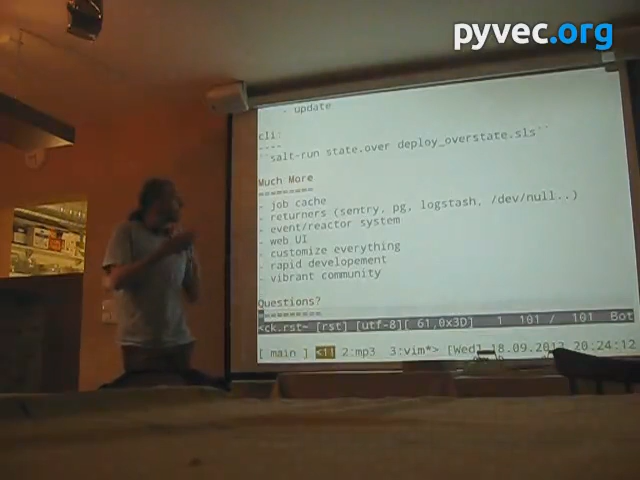 pyvec.org
- update
cli:
----
``salt-run state.over deploy_overstate.sls``
Much More
=========
- job cache
- returners (sentry, pg, logstash, /dev/null..)
- event/reactor system
- web UI
- customize everything
- rapid developement
- vibrant community
Questions?
==========
<ck.rst- [rst] [utf-8][ 61,0x3D] 1 101 / 101 Bot
[ main ] <1| 2:mp3 3:vim*> [Wed] 18.09.2013 20:24:12